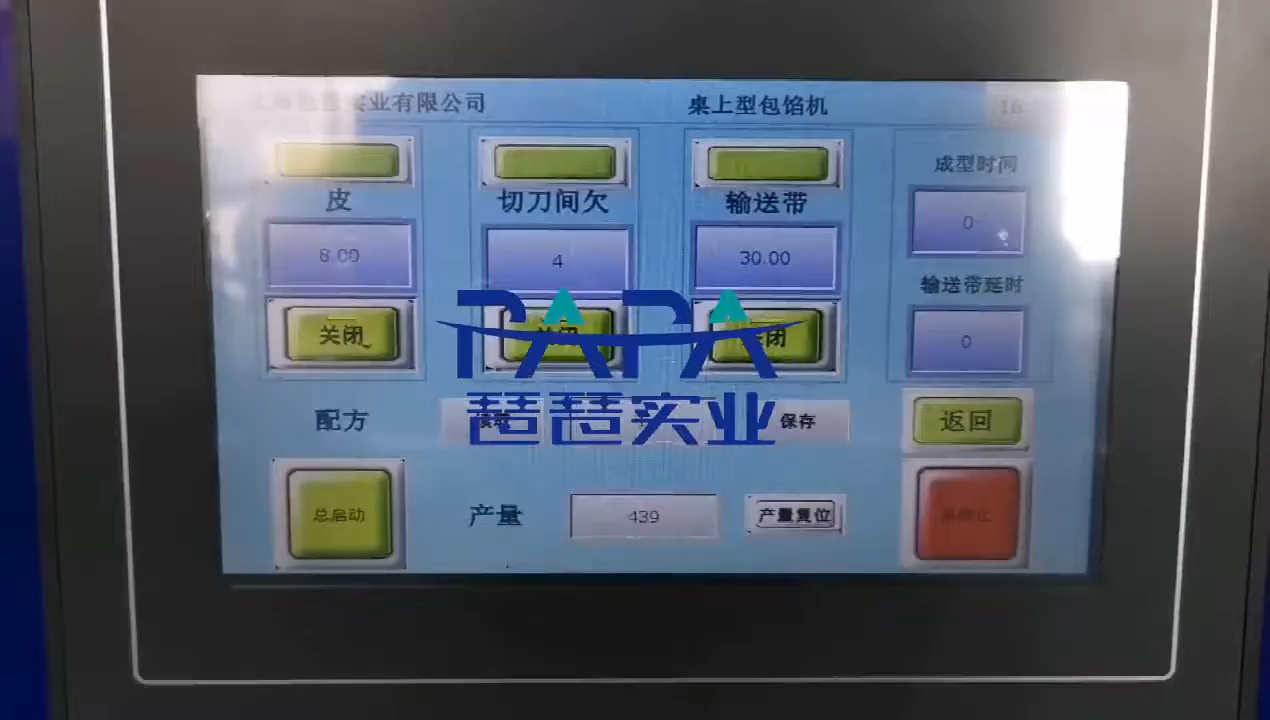 实业有限公司 桌上型包馅机 16
皮 切刀间欠 输送带 成型时间
8.00 4 30.00 0
输送带延时
0
关闭 关闭 关闭
PAPA
琶琶实业
配方 保存 返回
总启动 产量 439 产量复位